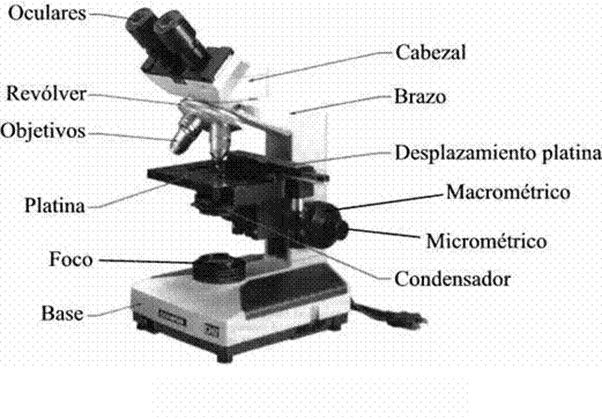 Oculares
Cabezal
Revólver
Brazo
Objetivos
Desplazamiento platina
Macrométrico
Platina
Micrométrico
Foco
Condensador
Base